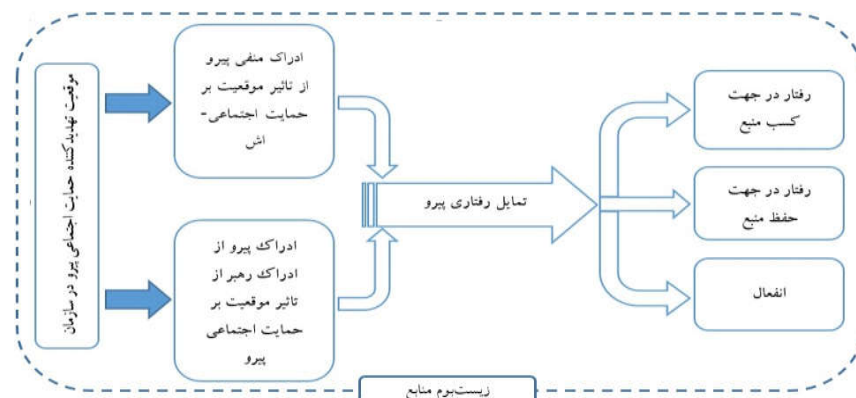 موقعیت تهدیدکننده حمایت اجتماعی پیرو در سازمان
ادراک منفی پیرو
از تاثیر موقعیت بر
حمایت اجتماعی-
اش
ادراک پیرو از
ادراک رهبر از
تاثیر موقعیت بر
حمایت اجتماعی
پیرو
تمایل رفتاری پیرو
رفتار در جهت
کسب منبع
رفتار در جهت
حفظ منبع
انفعال
زیست‌بوم منابع